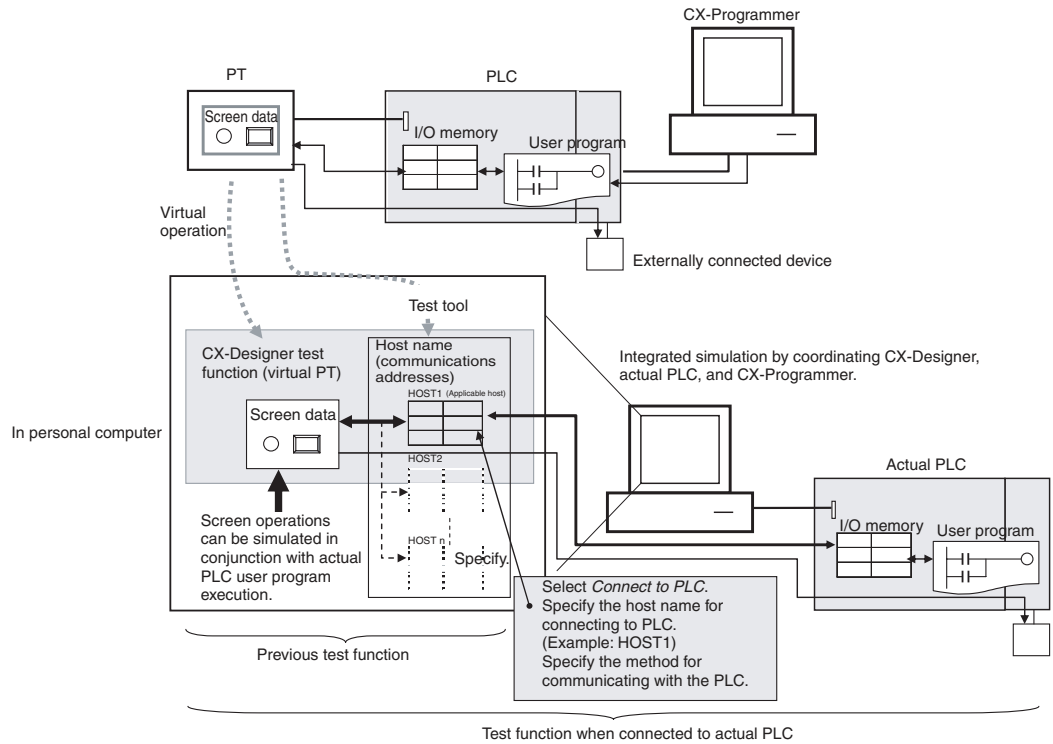 CX-Programmer
PT
PLC
Screen data
I/O memory
User program
Virtual
operation
Externally connected device
Test tool
CX-Designer test
function (virtual PT)
Host name
(communications
addresses)
HOST1 (Applicable host)
Integrated simulation by coordinating CX-Designer,
actual PLC, and CX-Programmer.
Screen data
In personal computer
HOST2
Actual PLC
Screen operations
can be simulated in
conjunction with actual
PLC user program
execution.
HOST n
Specify.
I/O memory
User program
Select Connect to PLC.
Specify the host name for
connecting to PLC.
(Example: HOST1)
Specify the method for
communicating with the PLC.
Previous test function
Test function when connected to actual PLC